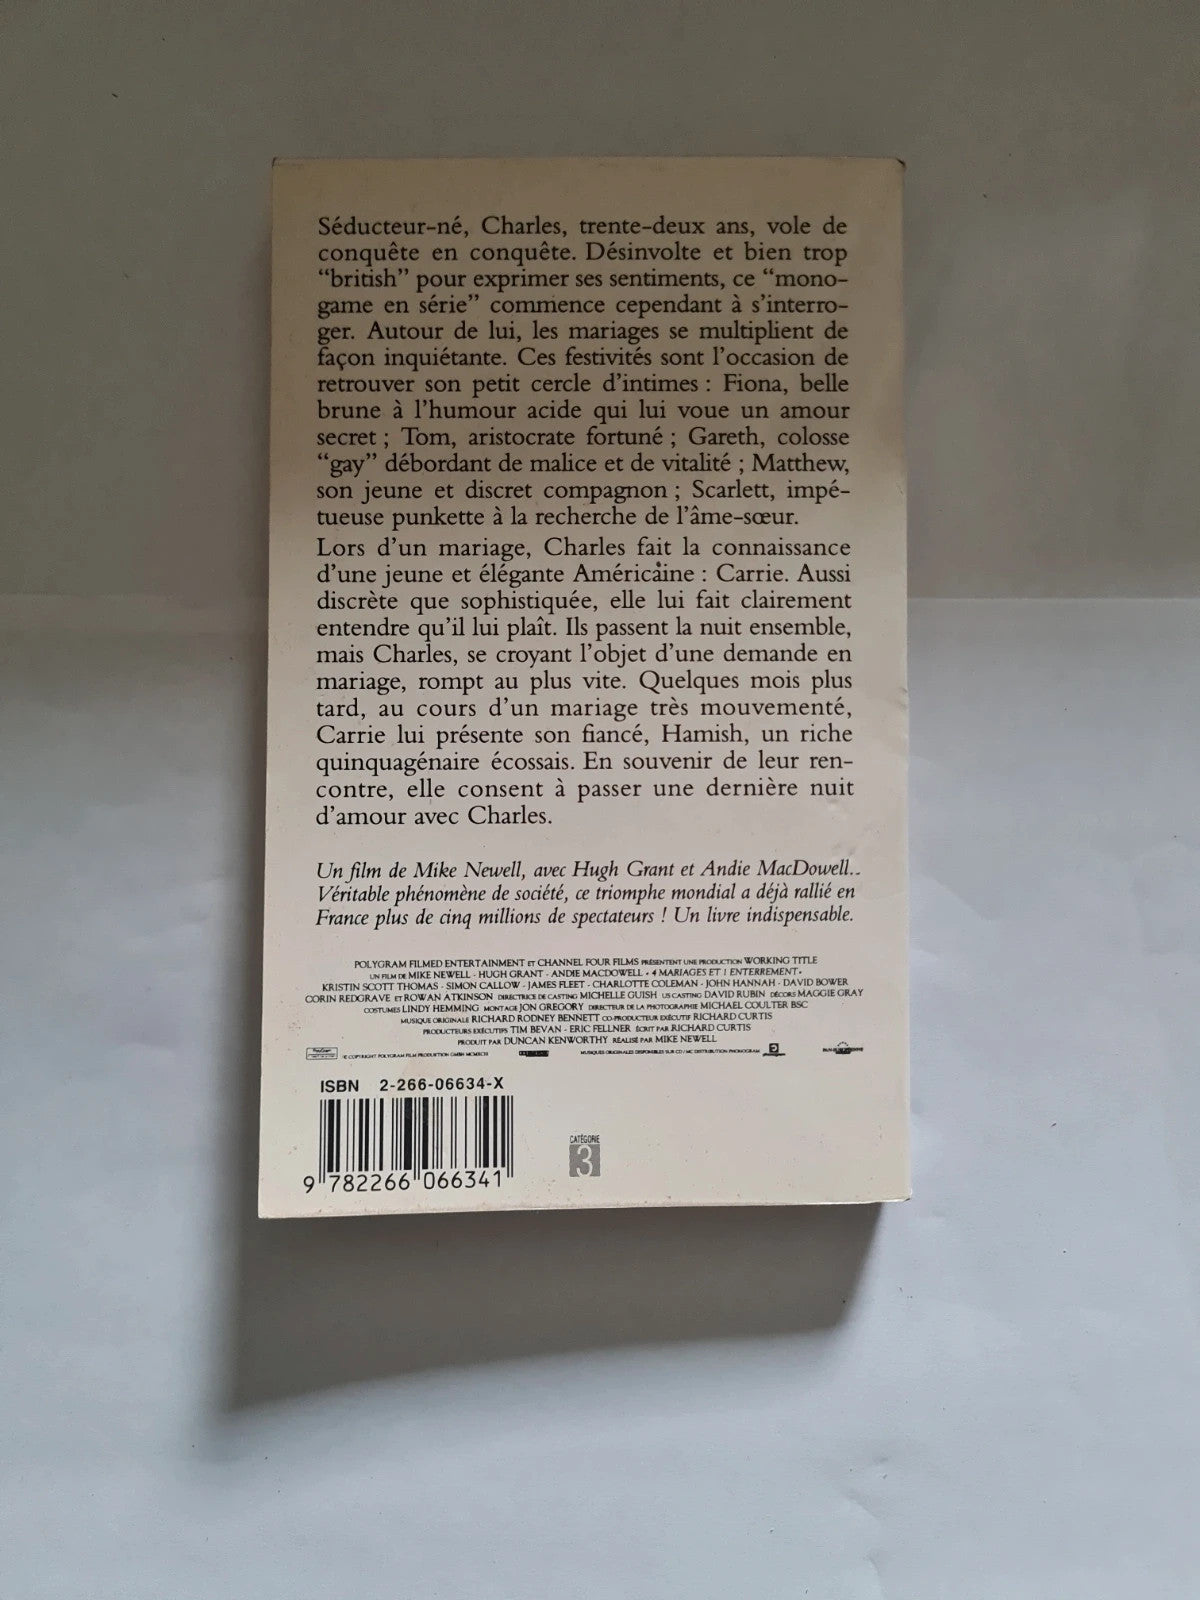 Séducteur-né, Charles, trente-deux ans, vole de
conquête en conquête. Désinvolte et bien trop
“british” pour exprimer ses sentiments, ce “mono-
game en série” commence cependant à s’interro-
ger. Autour de lui, les mariages se multiplient de
façon inquiétante. Ces festivités sont l’occasion de
retrouver son petit cercle d’intimes : Fiona, belle
brune à l’humour acide qui lui voue un amour
secret ; Tom, aristocrate fortuné ; Gareth, colosse
“gay” débordant de malice et de vitalité ; Matthew,
son jeune et discret compagnon ; Scarlett, impé-
tueuse punkette à la recherche de l’âme-sœur.
Lors d’un mariage, Charles fait la connaissance
d’une jeune et élégante Américaine : Carrie. Aussi
discrète que sophistiquée, elle lui fait clairement
entendre qu’il lui plaît. Ils passent la nuit ensemble,
mais Charles, se croyant l’objet d’une demande en
mariage, rompt au plus vite. Quelques mois plus
tard, au cours d’un mariage très mouvementé,
Carrie lui présente son fiancé, Hamish, un riche
quinquagénaire écossais. En souvenir de leur ren-
contre, elle consent à passer une dernière nuit
d’amour avec Charles.
Un film de Mike Newell, avec Hugh Grant et Andie MacDowell..
Véritable phénomène de société, ce triomphe mondial a déjà rallié en
France plus de cinq millions de spectateurs ! Un livre indispensable.
POLYGRAM FILMED ENTERTAINMENT ET CHANNEL FOUR FILMS PRÉSENTENT UNE PRODUCTION WORKING TITLE
UN FILM DE MIKE NEWELL · HUGH GRANT · ANDIE MACDOWELL · 4 MARIAGES ET 1 ENTERREMENT ·
KRISTIN SCOTT THOMAS · SIMON CALLOW · JAMES FLEET · CHARLOTTE COLEMAN · JOHN HANNAH · DAVID BOWER
CORIN REDGRAVE ET ROWAN ATKINSON DIRECTRICE DE CASTING MICHELLE GUISH US CASTING DAVID RUBIN DÉCORS MAGGIE GRAY
COSTUMES LINDY HEMMING MONTAGE JON GREGORY DIRECTEUR DE LA PHOTOGRAPHIE MICHAEL COULTER BSC
MUSIQUE ORIGINALE RICHARD RODNEY BENNETT CO-PRODUCTEUR EXÉCUTIF RICHARD CURTIS
PRODUCTEURS EXÉCUTIFS TIM BEVAN · ERIC FELLNER ÉCRIT PAR RICHARD CURTIS
PRODUIT PAR DUNCAN KENWORTHY RÉALISÉ PAR MIKE NEWELL
© COPYRIGHT POLYGRAM FILM PRODUKTION GMBH MUSIQUES ORIGINALES DISPONIBLES SUR CD / MC DISTRIBUTION PHONOGRAM
ISBN 2-266-06634-X
9 782266 066341
CATÉGORIE
3